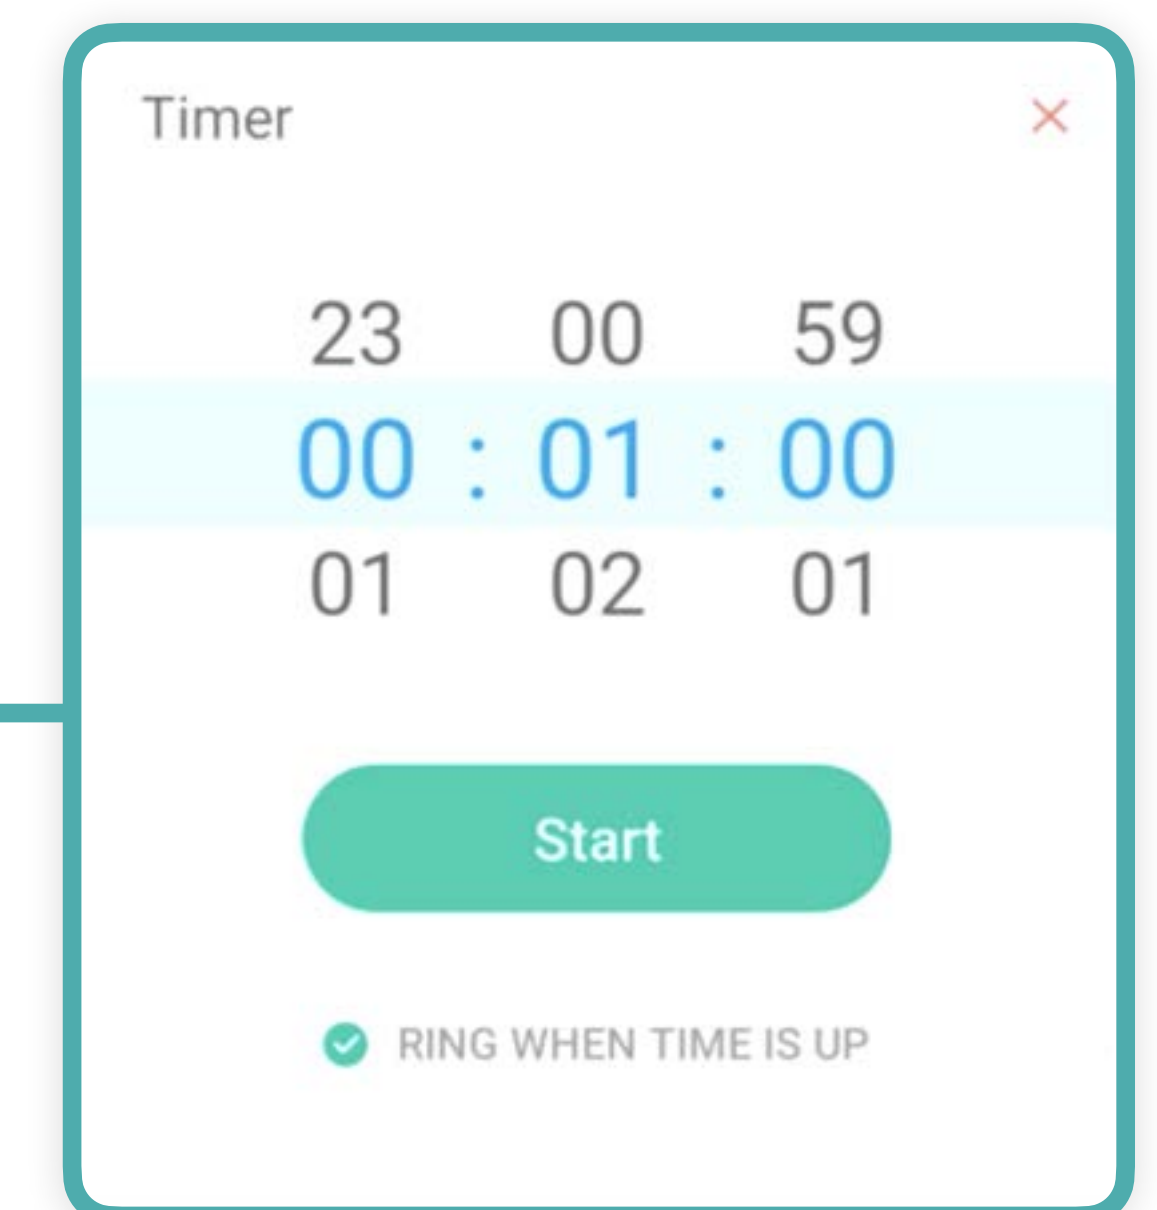 Timer
23 00 59
00 : 01 : 00
01 02 01
Start
RING WHEN TIME IS UP